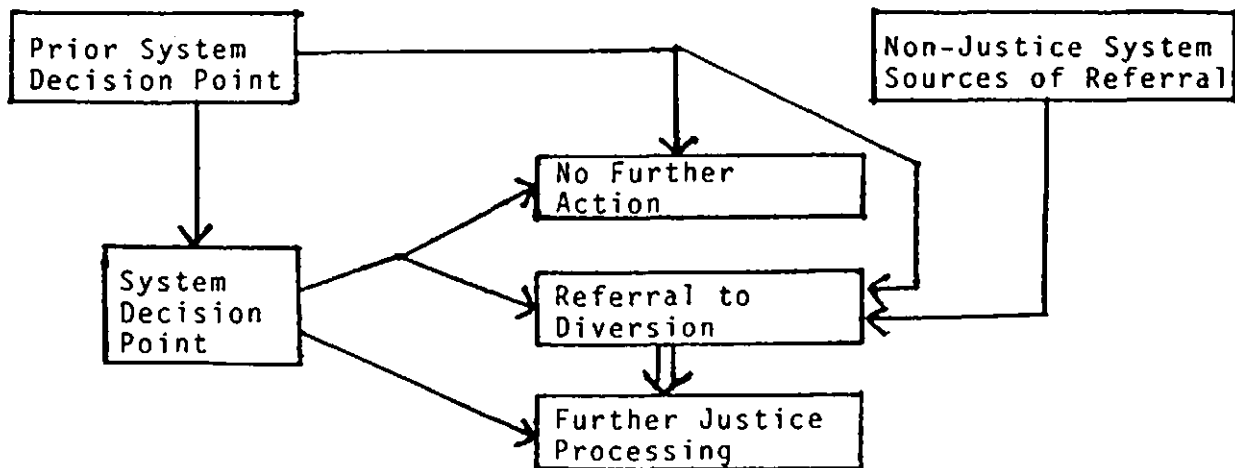 Prior System
Decision Point
Non-Justice System
Sources of Referral
No Further
Action
System
Decision
Point
Referral to
Diversion
Further Justice
Processing